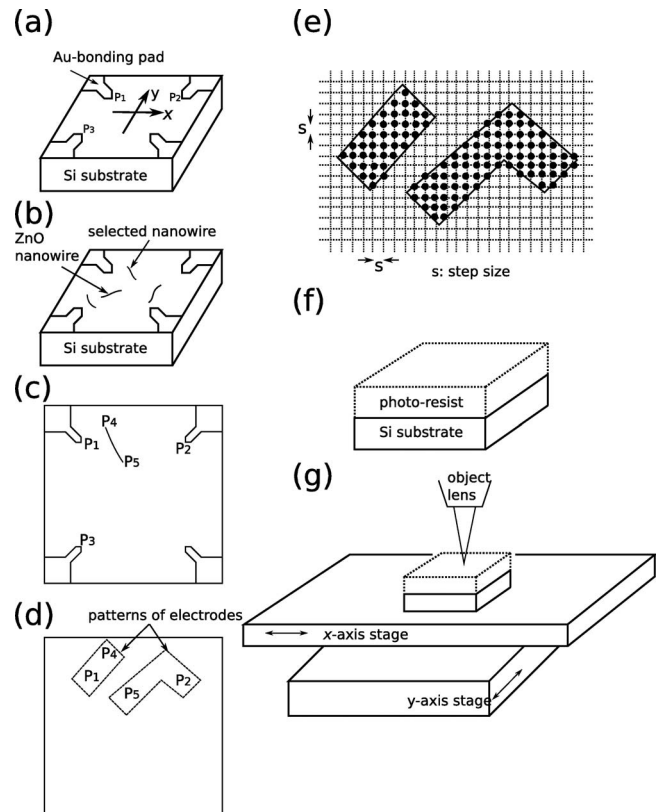 (a)
Au-bonding pad
P1
P2
y
x
P3
Si substrate
(b)
selected nanowire
ZnO
nanowire
Si substrate
(c)
P4
P1
P5
P2
P3
(d)
patterns of electrodes
P4
P1
P5
P2
(e)
s
s
s: step size
(f)
photo-resist
Si substrate
(g)
object
lens
x-axis stage
y-axis stage